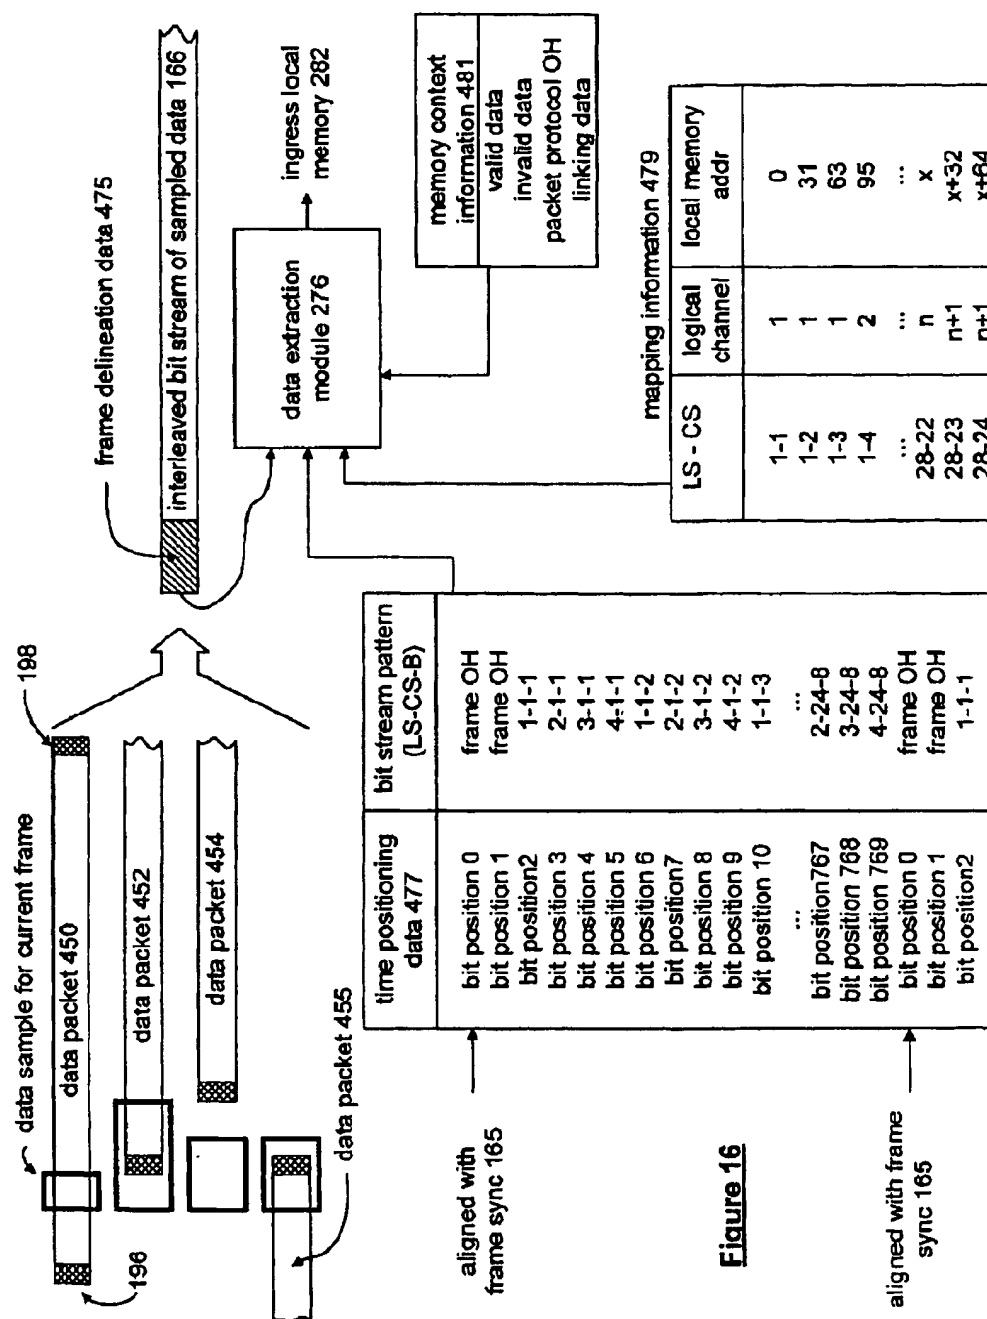 data sample for current frame
198
data packet 450
data packet 452
data packet 454
196
data packet 455
frame delineation data 475
interleaved bit stream of sampled data 166
data extraction
module 276
ingress local
memory 282
memory context
information 481
valid data
invalid data
packet protocol OH
linking data
time positioning
data 477
bit stream pattern
(LS-CS-B)
bit position 0 frame OH
bit position 1 frame OH
bit position2 1-1-1
bit position 3 2-1-1
bit position 4 3-1-1
bit position 5 4-1-1
bit position 6 1-1-2
bit position7 2-1-2
bit position 8 3-1-2
bit position 9 4-1-2
bit position 10 1-1-3
... ...
bit position767 2-24-8
bit position 768 3-24-8
bit position 769 4-24-8
bit position 0 frame OH
bit position 1 frame OH
bit position2 1-1-1
aligned with
frame sync 165
aligned with frame
sync 165
mapping information 479
LS - CS
logical
channel
local memory
addr
1-1 1 0
1-2 1 31
1-3 1 63
1-4 2 95
... ... ...
28-22 n x
28-23 n+1 x+32
28-24 n+1 x+64
Figure 16